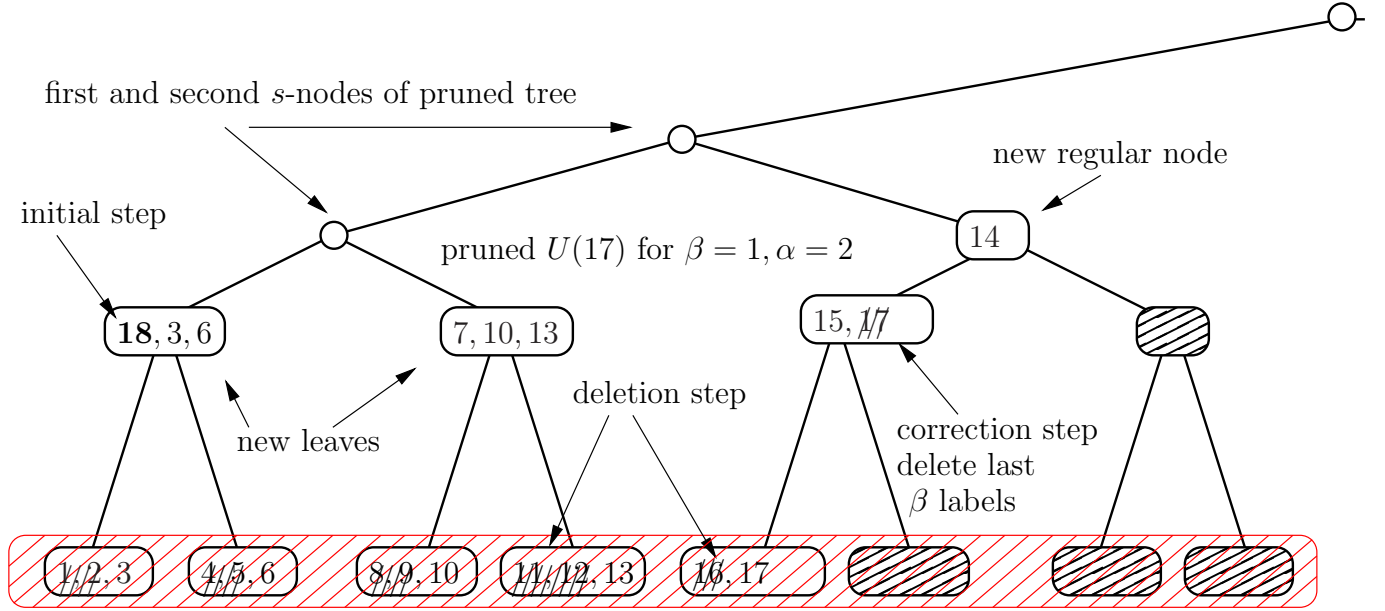 first and second s-nodes of pruned tree
new regular node
initial step
14
pruned U(17) for β = 1, α = 2
18, 3, 6
7, 10, 13
15, 17
deletion step
new leaves
correction step
delete last
β labels
1, 2, 3
4, 5, 6
8, 9, 10
11, 12, 13
16, 17